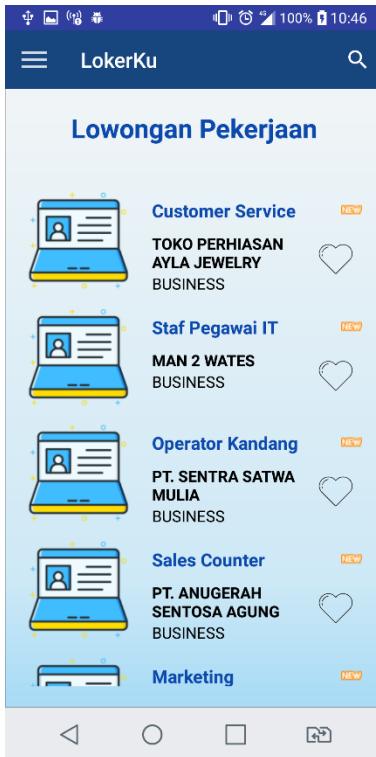 100% 10:46
LokerKu
Lowongan Pekerjaan
Customer Service NEW
TOKO PERHIASAN
AYLA JEWELRY
BUSINESS
Staf Pegawai IT NEW
MAN 2 WATES
BUSINESS
Operator Kandang NEW
PT. SENTRA SATWA
MULIA
BUSINESS
Sales Counter NEW
PT. ANUGERAH
SENTOSA AGUNG
BUSINESS
Marketing NEW